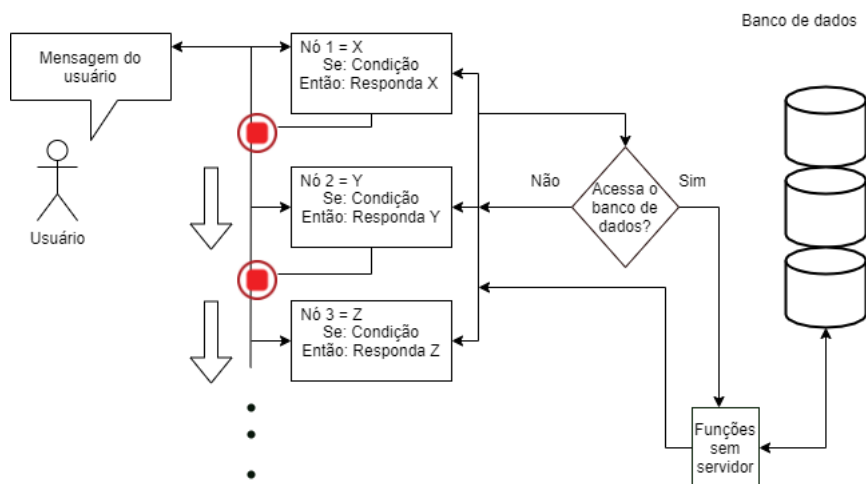 Banco de dados
Mensagem do
usuário
Usuário
Nó 1 = X
Se: Condição
Então: Responda X
Nó 2 = Y
Se: Condição
Então: Responda Y
Nó 3 = Z
Se: Condição
Então: Responda Z
Não
Acessa o
banco de
dados?
Sim
Funções
sem
servidor